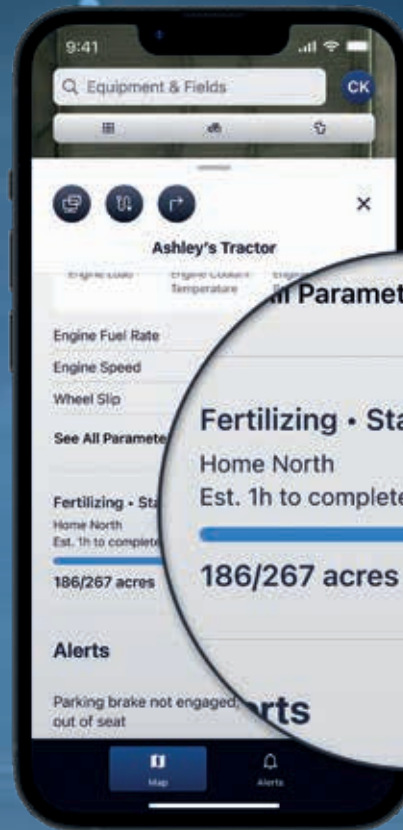 9:41
Equipment & Fields
CK
Ashley's Tractor
Engine Load
Engine Coolant
Temperature
Engine Fuel Rate
Engine Speed
Wheel Slip
See All Paramete
Fertilizing • Sta
Home North
Est. 1h to complete
186/267 acres
Alerts
Parking brake not engaged,
out of seat
Map
Alerts
ll Paramet
Fertilizing • Sta
Home North
Est. 1h to complete
186/267 acres
erts